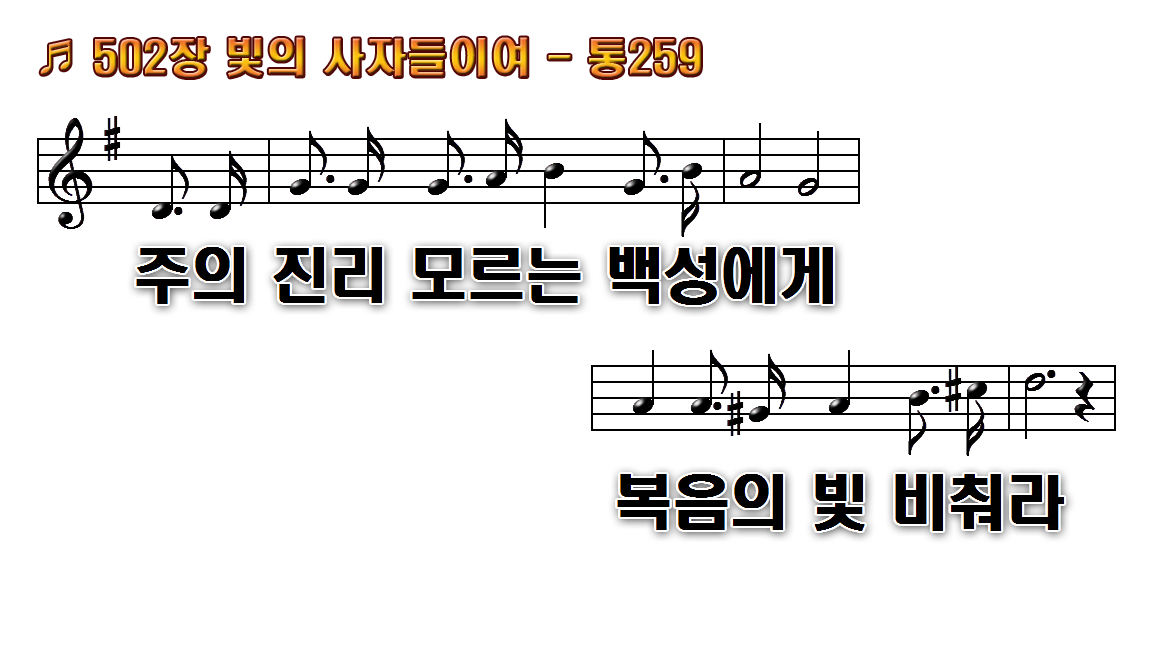 ♬ 502장 빛의 사자들이여 - 통259
주의 진리 모르는 백성에게
복음의 빛 비춰라